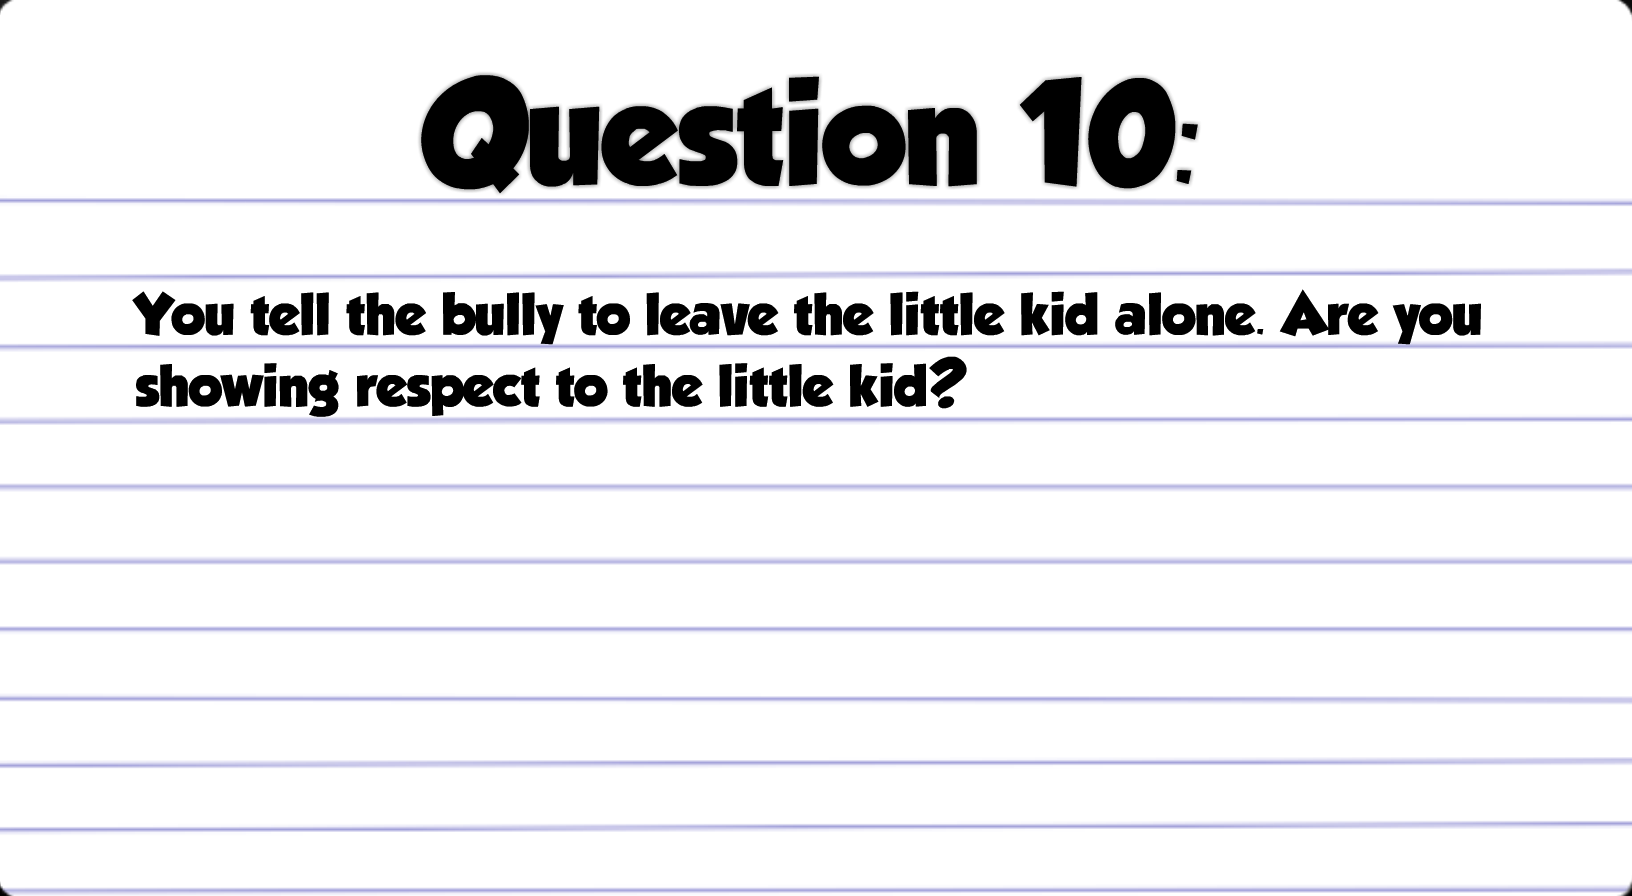 Question 10:
You tell the bully to leave the little kid alone. Are you
showing respect to the little kid?